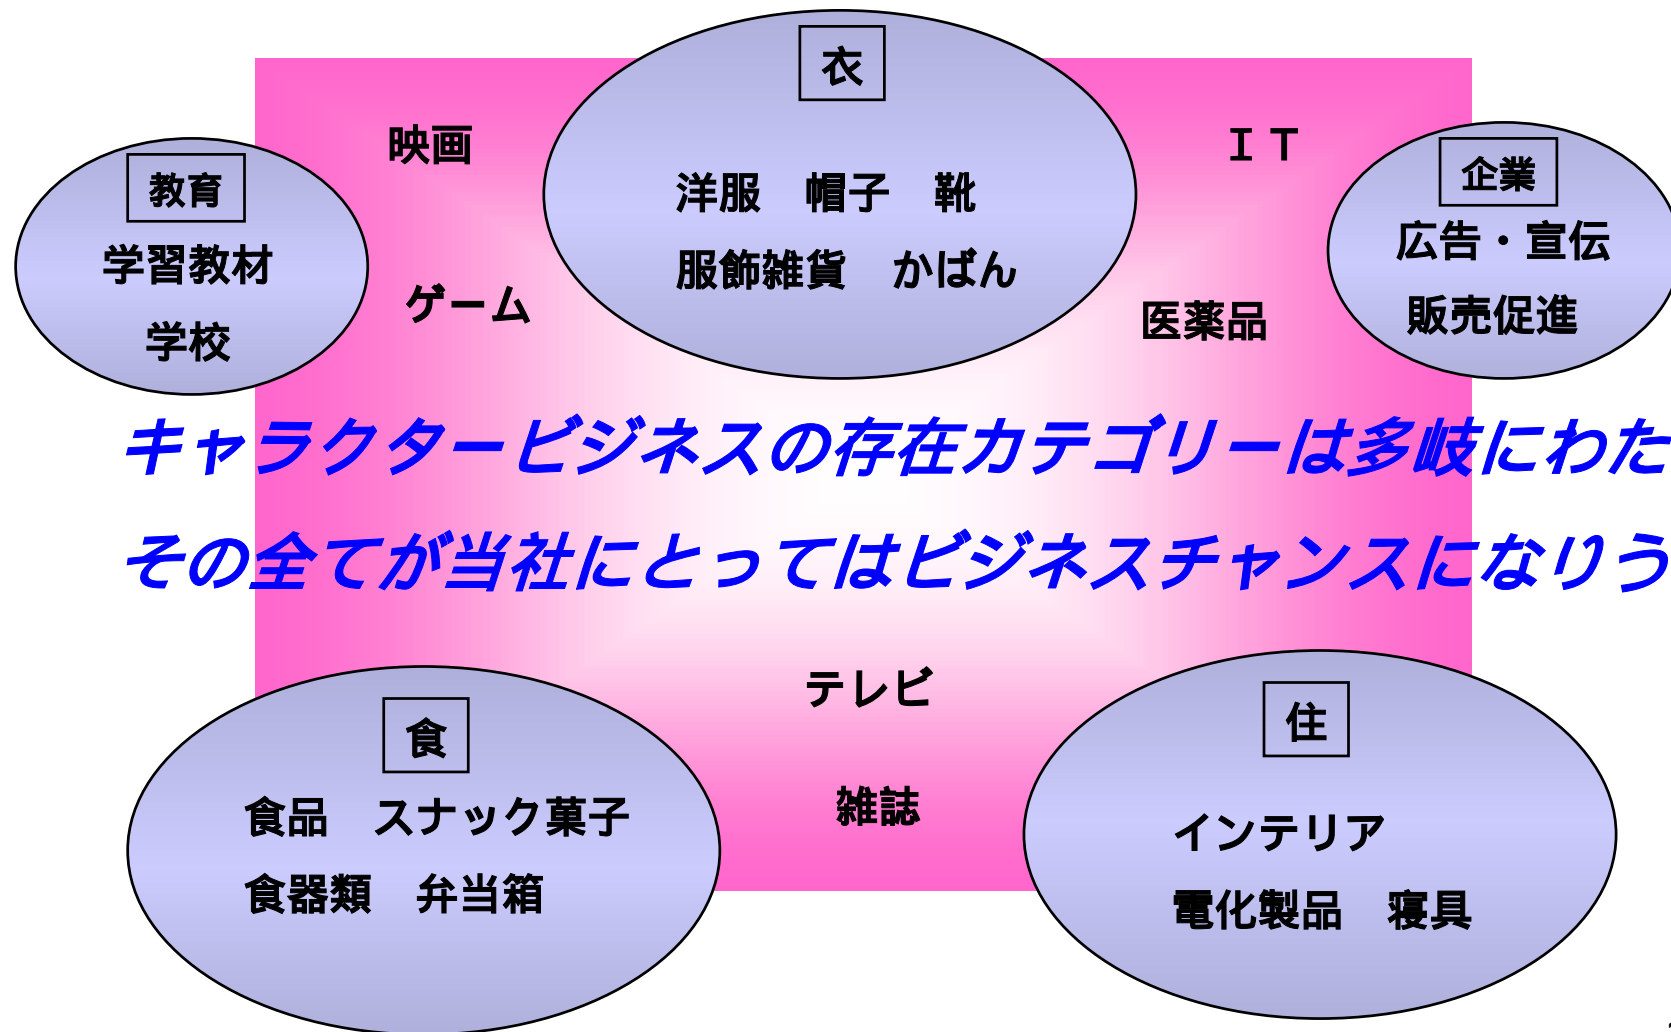 衣
映画
ＩＴ
企業
教育
洋服　帽子　靴
広告・宣伝
学習教材
服飾雑貨　かばん
ゲーム
医薬品
販売促進
学校
キャラクタービジネスの存在カテゴリーは多岐にわた
その全てが当社にとってはビジネスチャンスになりう
テレビ
住
食
雑誌
食品　スナック菓子
インテリア
食器類　弁当箱
電化製品　寝具